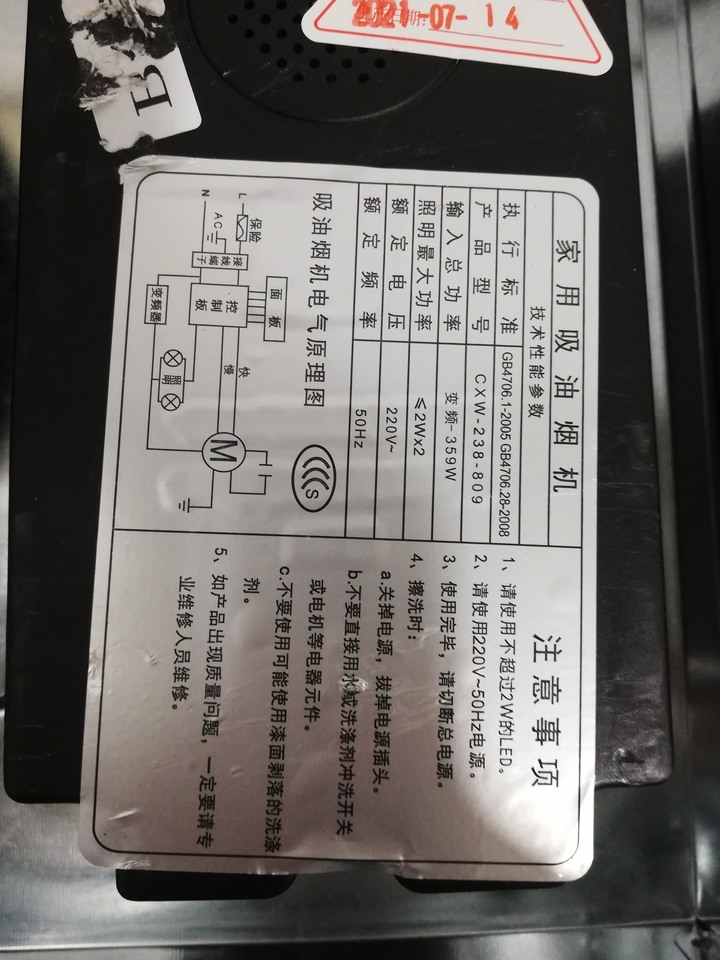 2021-07-14
B
家用吸油烟机
技术性能参数
执行标准 GB4706.1-2005 GB4706.28-2008
产品型号 CXW-238-809
输入总功率 变频-359W
照明最大功率 ≤2Wx2
额定电压 220V~
额定频率 50Hz
吸油烟机电气原理图
S
L
保险
N
AC
接线端子
面板
控制板
变频器
快
慢
照明
M
注意事项
1、请使用不超过2W的LED。
2、请使用220V~50Hz电源。
3、使用完毕，请切断总电源。
4、擦洗时：
a.关掉电源，拔掉电源插头。
b.不要直接用水或洗涤剂冲洗开关
或电机等电器元件。
c.不要使用可能使用漆面剥落的洗涤
剂。
5、如产品出现质量问题，一定要请专
业维修人员维修。